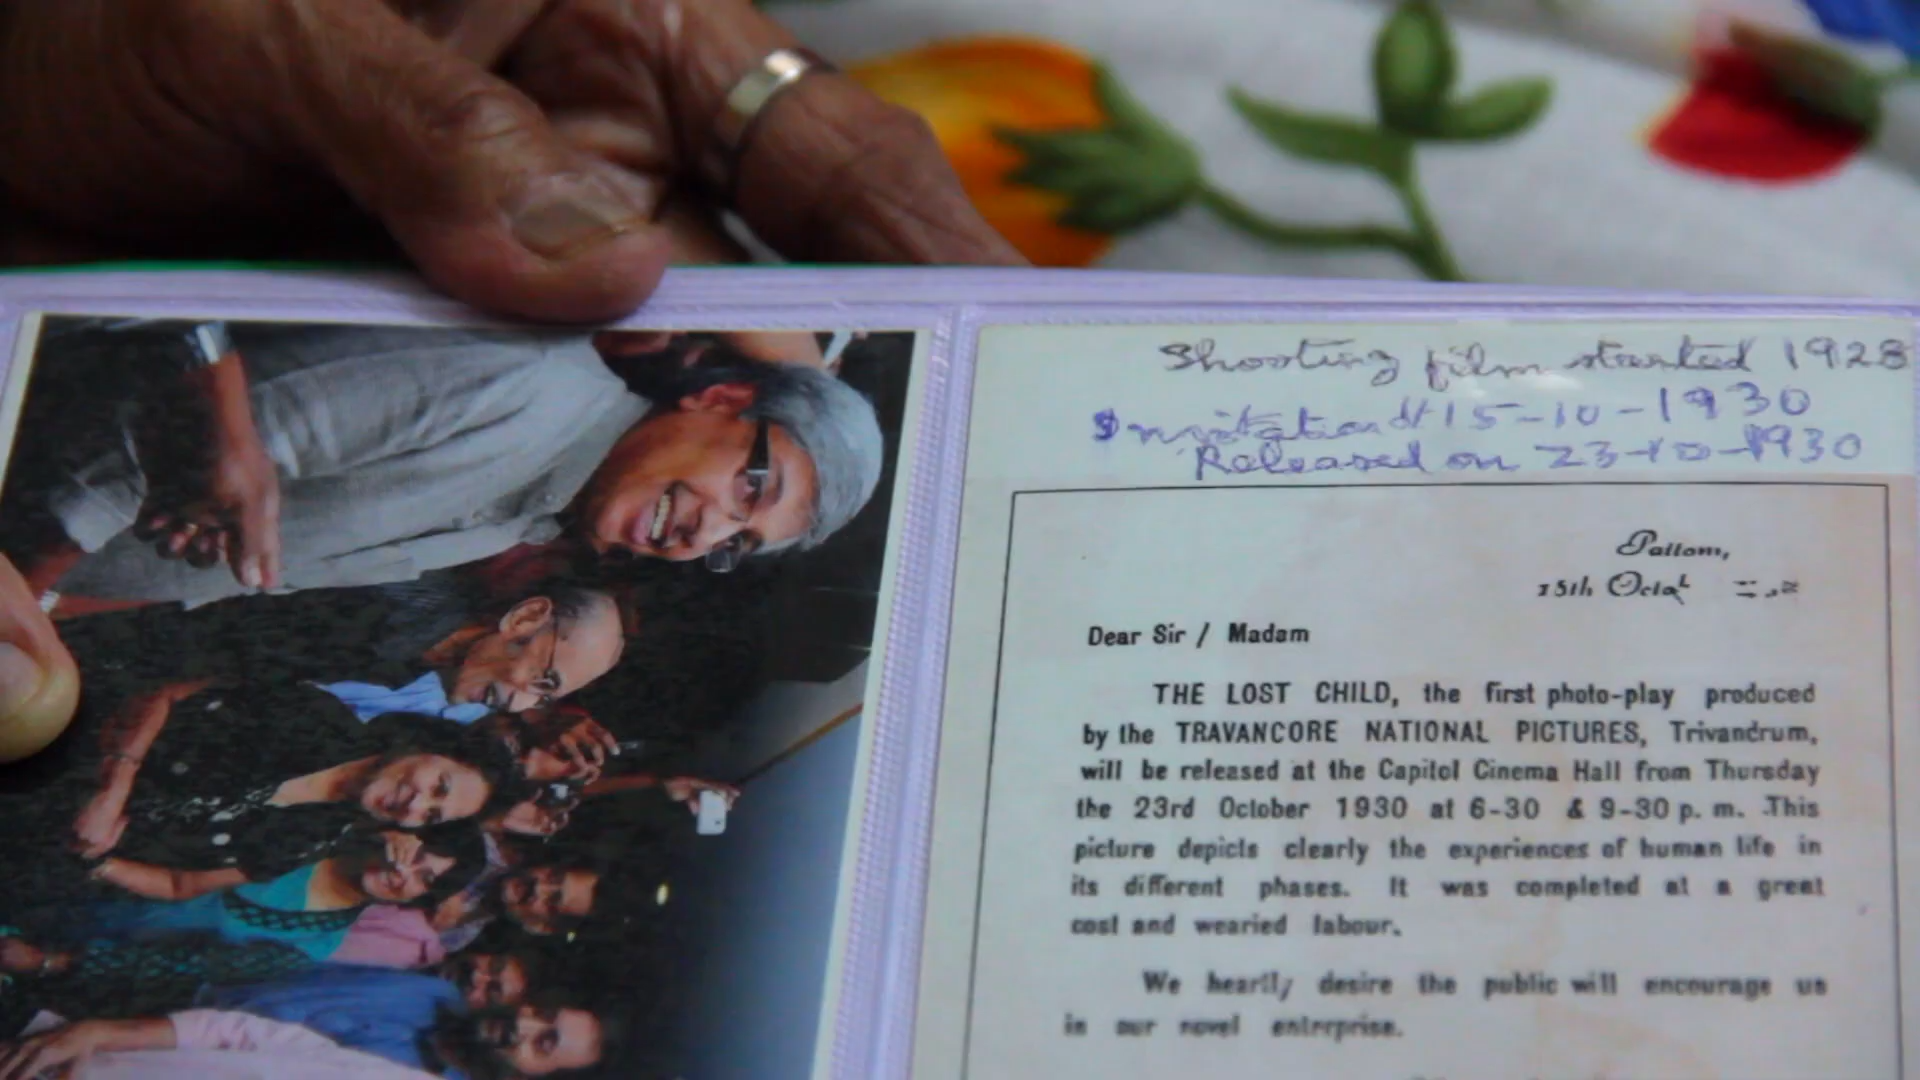 Shooting film started 1928
Invitation dt 15-10-1930
Released on 23-10-1930
Pattom,
15th
Dear Sir / Madam
THE LOST CHILD, the first photo-play produced
by the TRAVANCORE NATIONAL PICTURES, Trivandrum,
will be released at the Capitol Cinema Hall from Thursday
the 23rd October 1930 at 6-30 & 9-30 p. m. This
picture depicts clearly the experiences of human life in
its different phases. It was completed at a great
cost and wearied labour.
We heartly desire the public will encourage us
in our novel enterprise.